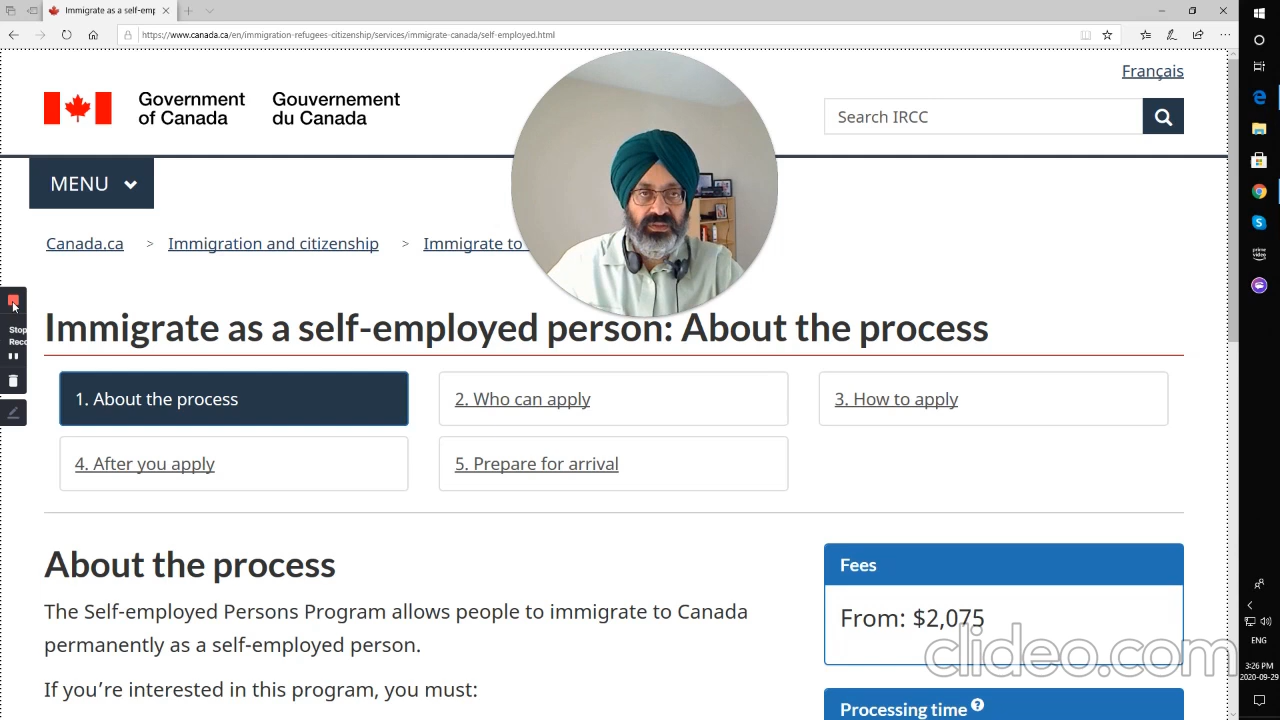 Immigrate as a self-emp
https://www.canada.ca/en/immigration-refugees-citizenship/services/immigrate-canada/self-employed.html
Français
Government of Canada
Gouvernement du Canada
Search IRCC
MENU
Canada.ca > Immigration and citizenship > Immigrate to
Immigrate as a self-employed person: About the process
Stop
Reco
1. About the process
2. Who can apply
3. How to apply
4. After you apply
5. Prepare for arrival
About the process
The Self-employed Persons Program allows people to immigrate to Canada
permanently as a self-employed person.
If you’re interested in this program, you must:
Fees
From: $2,075
Processing time ?
clideo.com
prime video
ENG
3:26 PM
2020-09-29